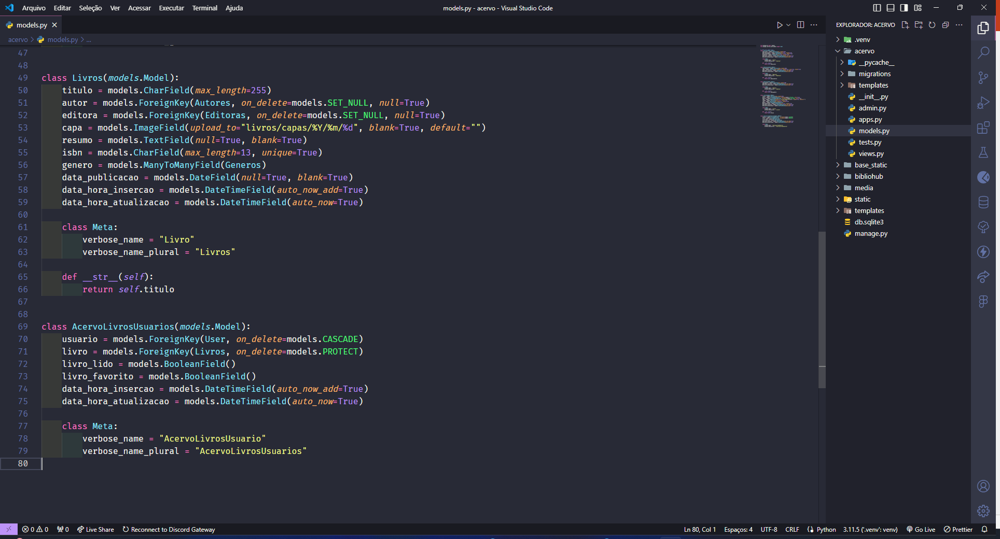 Arquivo Editar Seleção Ver Acessar Executar Terminal Ajuda
models.py - acervo - Visual Studio Code
models.py
EXPLORADOR: ACERVO
acervo > models.py > ...
47
48
49 class Livros(models.Model):
50 titulo = models.CharField(max_length=255)
51 autor = models.ForeignKey(Autores, on_delete=models.SET_NULL, null=True)
52 editora = models.ForeignKey(Editoras, on_delete=models.SET_NULL, null=True)
53 capa = models.ImageField(upload_to="livros/capas/%Y/%m/%d", blank=True, default="")
54 resumo = models.TextField(null=True, blank=True)
55 isbn = models.CharField(max_length=13, unique=True)
56 genero = models.ManyToManyField(Generos)
57 data_publicacao = models.DateField(null=True, blank=True)
58 data_hora_insercao = models.DateTimeField(auto_now_add=True)
59 data_hora_atualizacao = models.DateTimeField(auto_now=True)
60
61 class Meta:
62 verbose_name = "Livro"
63 verbose_name_plural = "Livros"
64
65 def __str__(self):
66 return self.titulo
67
68
69 class AcervoLivrosUsuarios(models.Model):
70 usuario = models.ForeignKey(User, on_delete=models.CASCADE)
71 livro = models.ForeignKey(Livros, on_delete=models.PROTECT)
72 livro_lido = models.BooleanField()
73 livro_favorito = models.BooleanField()
74 data_hora_insercao = models.DateTimeField(auto_now_add=True)
75 data_hora_atualizacao = models.DateTimeField(auto_now=True)
76
77 class Meta:
78 verbose_name = "AcervoLivrosUsuario"
79 verbose_name_plural = "AcervoLivrosUsuarios"
80
.venv
acervo
__pycache__
migrations
templates
__init__.py
admin.py
apps.py
models.py
tests.py
views.py
base_static
bibliohub
media
static
templates
db.sqlite3
manage.py
0 0 0 Live Share Reconnect to Discord Gateway
Ln 80, Col 1 Espaços: 4 UTF-8 CRLF Python 3.11.5 ('.venv': venv) Go Live Prettier